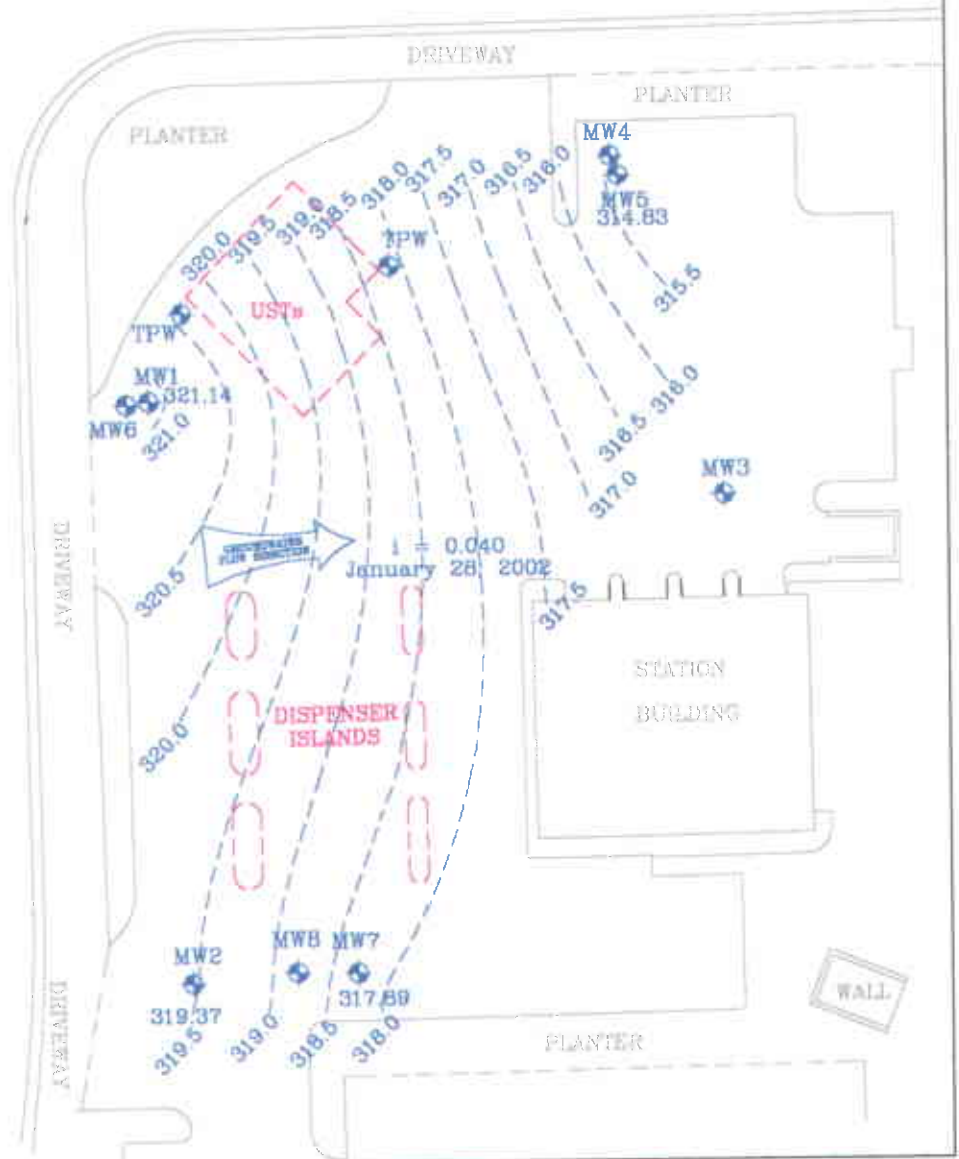 DRIVEWAY
PLANTER
PLANTER
MW4
MW5
314.83
320.0
319.5
319.0
318.5
318.0
317.5
317.0
316.5
316.0
TPW
USTs
315.5
TPW
MW1
321.14
MW6
321.0
316.0
316.5
317.0
MW3
DRIVEWAY
GROUNDWATER
FLOW DIRECTION
i = 0.040
January 28, 2002
320.5
317.5
STATION
BUILDING
DISPENSER
ISLANDS
320.0
MW2
MW8
MW7
319.37
317.89
319.5
319.0
318.5
318.0
WALL
PLANTER
DRIVEWAY